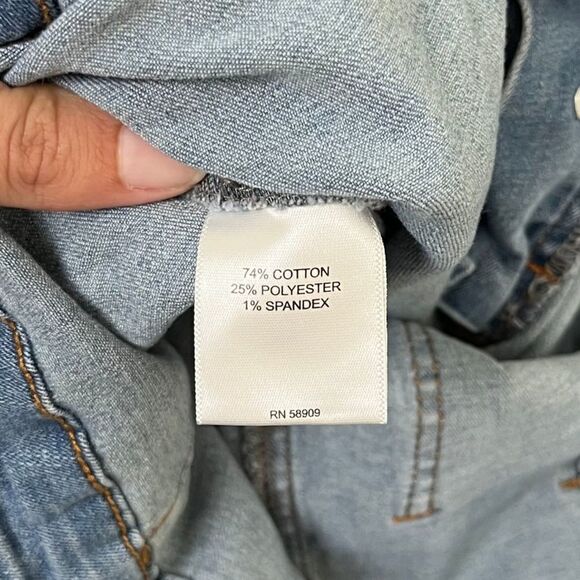 74% COTTON
25% POLYESTER
1% SPANDEX
RN 58909